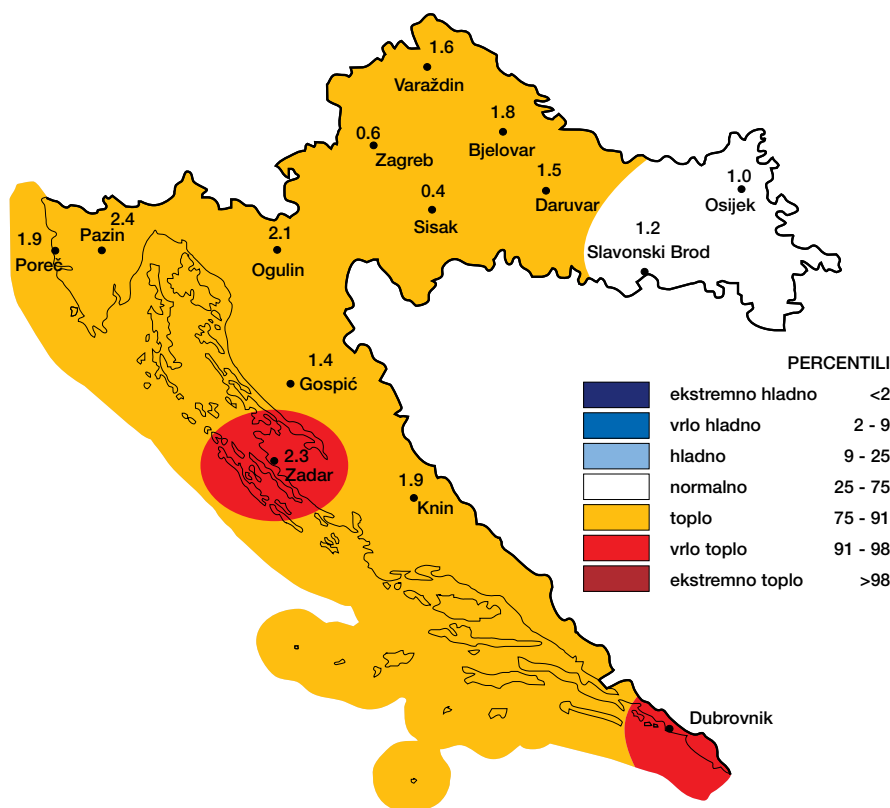 1.6
Varaždin
1.8
Bjelovar
0.6
Zagreb
1.5
Daruvar
0.4
Sisak
1.0
Osijek
1.2
Slavonski Brod
2.4
Pazin
1.9
Poreč
2.1
Ogulin
1.4
Gospić
2.3
Zadar
1.9
Knin
Dubrovnik
PERCENTILI
ekstremno hladno <2
vrlo hladno 2 - 9
hladno 9 - 25
normalno 25 - 75
toplo 75 - 91
vrlo toplo 91 - 98
ekstremno toplo >98